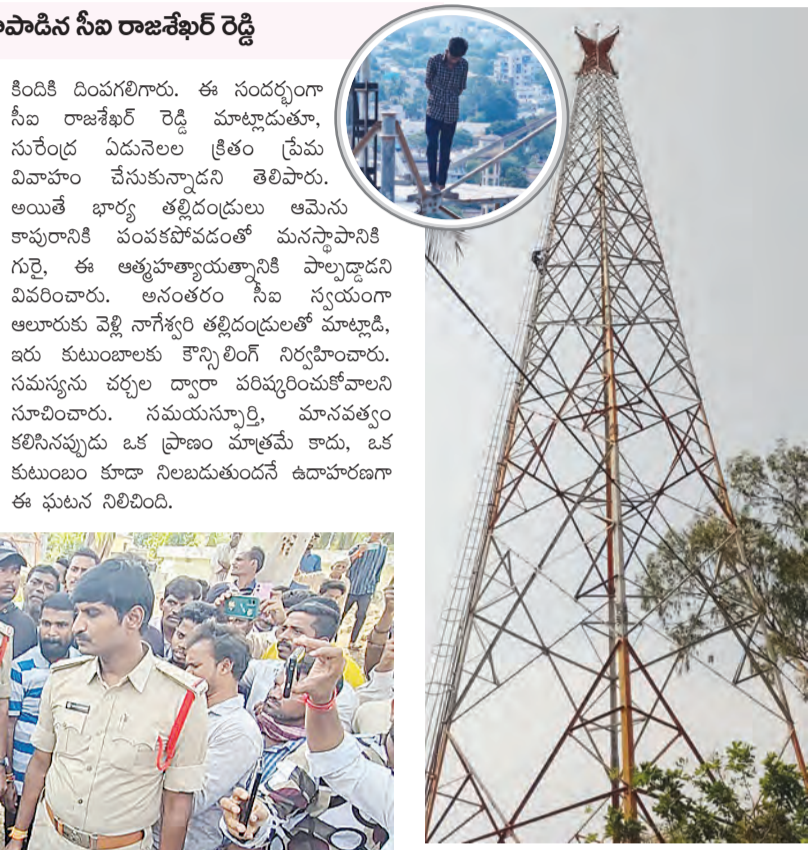 సీఐ రాజశేఖర్ రెడ్డి
కిందికి దింపగలిగారు. ఈ సందర్భంగా
సీఐ రాజశేఖర్ రెడ్డి మాట్లాడుతూ,
సురేంద్ర ఏడునెలల క్రితం ప్రేమ
వివాహం చేసుకున్నాడని తెలిపారు.
అయితే భార్య తల్లిదండ్రులు ఆమెను
కాపురానికి పంపకపోవడంతో మనస్థాపానికి
గురై, ఈ ఆత్మహత్యాయత్నానికి పాల్పడ్డాడని
వివరించారు. అనంతరం సీఐ స్వయంగా
ఆలూరుకు వెళ్లి నాగేశ్వరి తల్లిదండ్రులతో మాట్లాడి,
ఇరు కుటుంబాలకు కౌన్సిలింగ్ నిర్వహించారు.
సమస్యను చర్చల ద్వారా పరిష్కరించుకోవాలని
సూచించారు. సమయస్ఫూర్తి, మానవత్వం
కలిసినప్పుడు ఒక ప్రాణం మాత్రమే కాదు, ఒక
కుటుంబం కూడా నిలబడుతుందనే ఉదాహరణగా
ఈ ఘటన నిలిచింది.